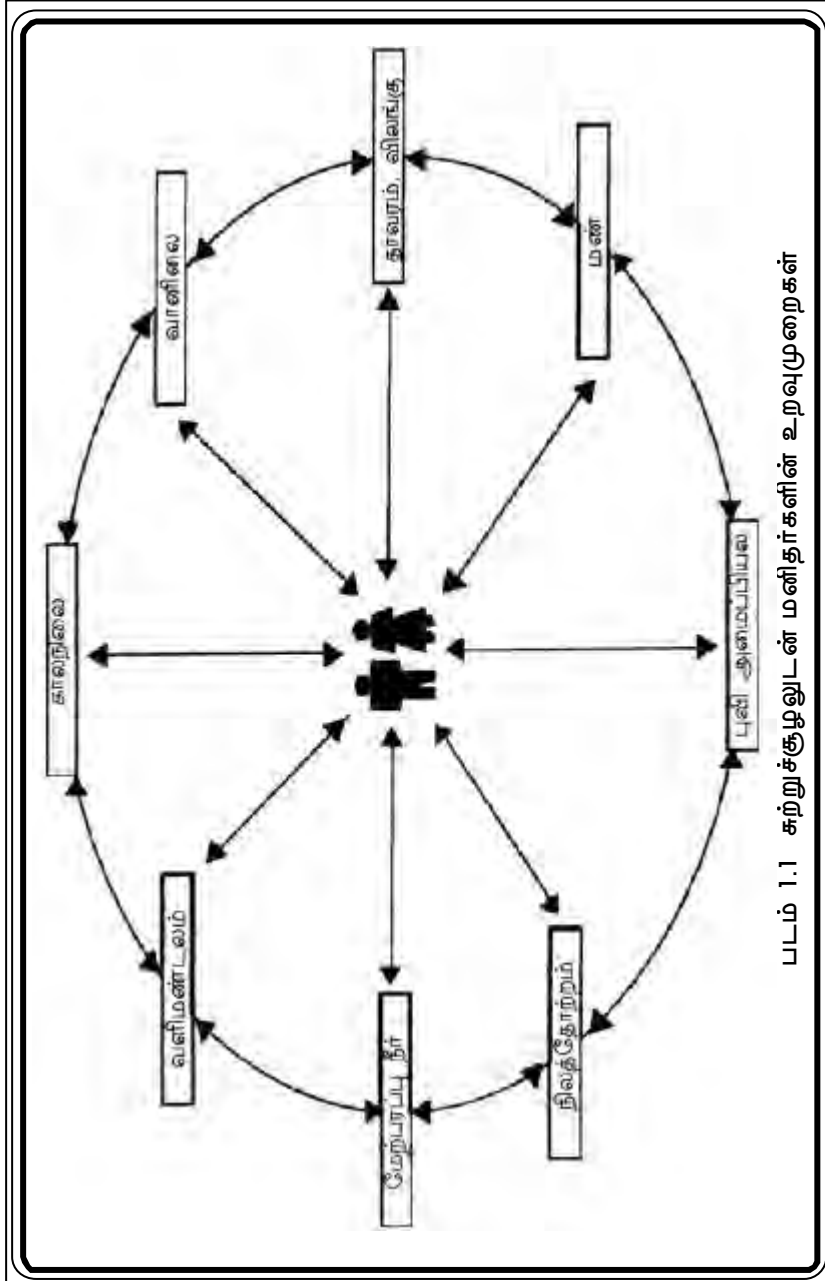 காலநிலை
வளிமண்டலம்
வானிலை
மேற்பரப்பு நீர்
தாவரம், விலங்கு
நிலத்தோற்றம்
மண்
புவி அமைப்பியல்
படம் 1.1 சுற்றுச்சூழலுடன் மனிதர்களின் உறவுமுறைகள்